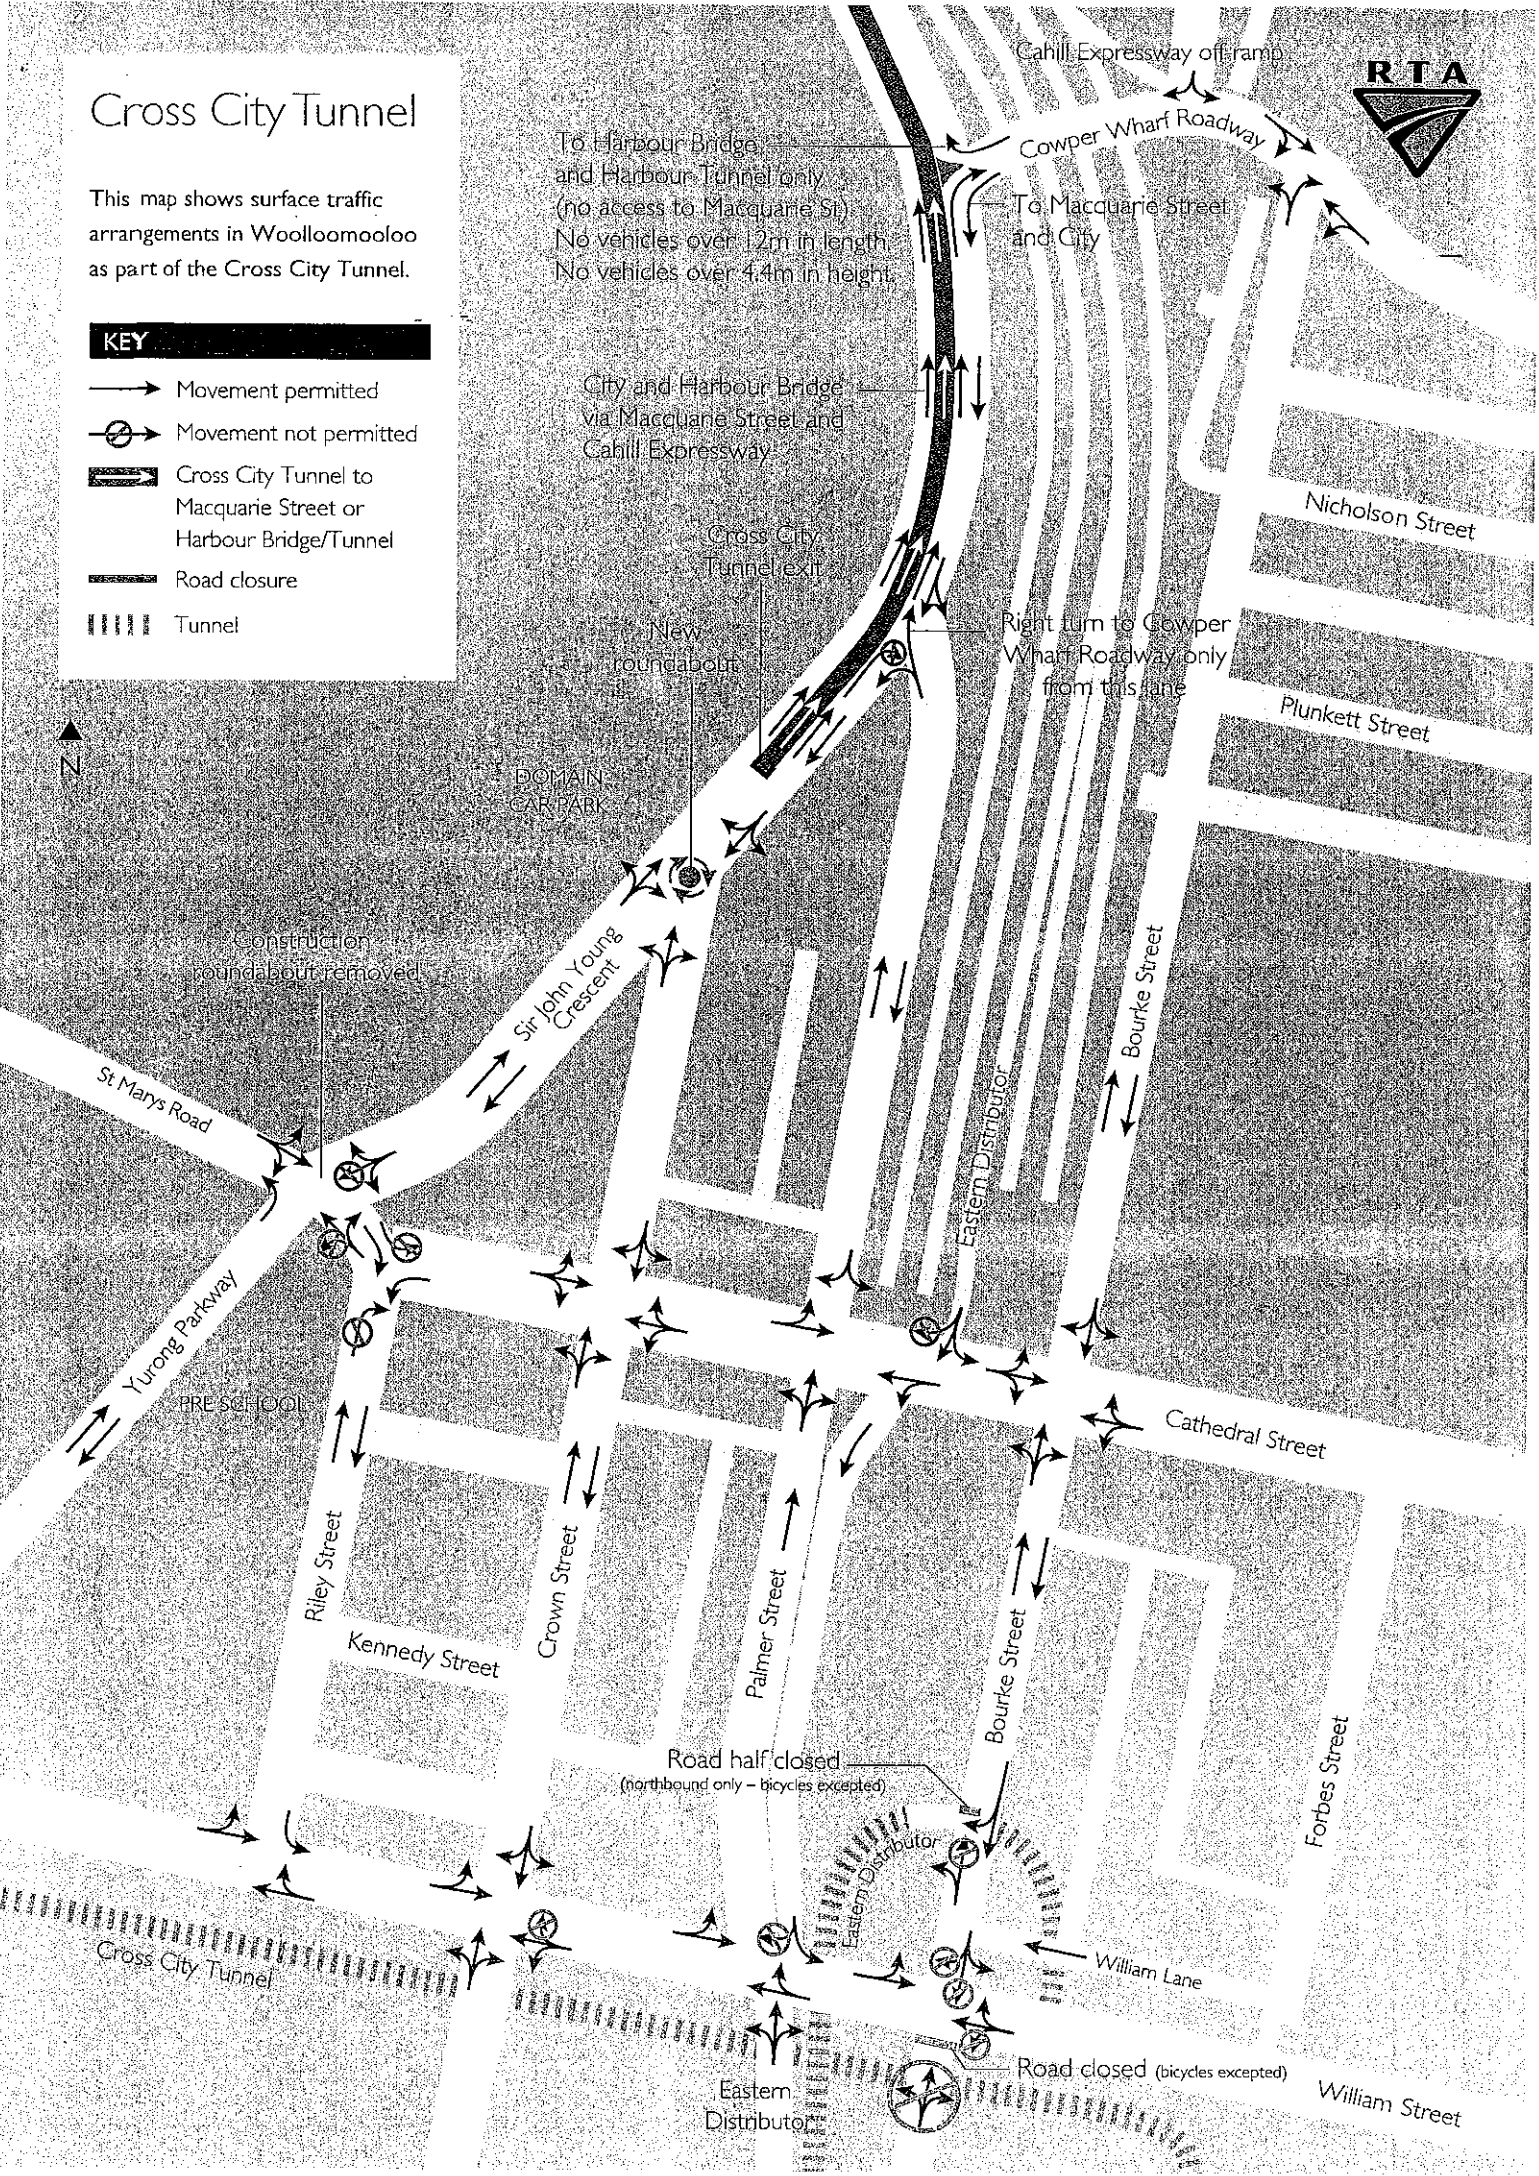 Cross City Tunnel
This map shows surface traffic
arrangements in Woolloomooloo
as part of the Cross City Tunnel.
KEY
Movement permitted
Movement not permitted
Cross City Tunnel to
Macquarie Street or
Harbour Bridge/Tunnel
Road closure
Tunnel
N
RTA
Cahill Expressway off ramp
Cowper Wharf Roadway
To Harbour Bridge
and Harbour Tunnel only
(no access to Macquarie St).
No vehicles over 12m in length.
No vehicles over 4.4m in height.
To Macquarie Street
and City
City and Harbour Bridge
via Macquarie Street and
Cahill Expressway
Nicholson Street
Cross City
Tunnel exit
New
roundabout
Right turn to Cowper
Wharf Roadway only
from this lane
Plunkett Street
DOMAIN
CAR PARK
Construction
roundabout removed
Sir John Young
Crescent
Bourke Street
St Marys Road
Eastern Distributor
Yurong Parkway
PRE SCHOOL
Cathedral Street
Riley Street
Crown Street
Palmer Street
Kennedy Street
Bourke Street
Forbes Street
Road half closed
(northbound only – bicycles excepted)
Eastern Distributor
Cross City Tunnel
William Lane
Road closed (bicycles excepted)
Eastern
Distributor
William Street